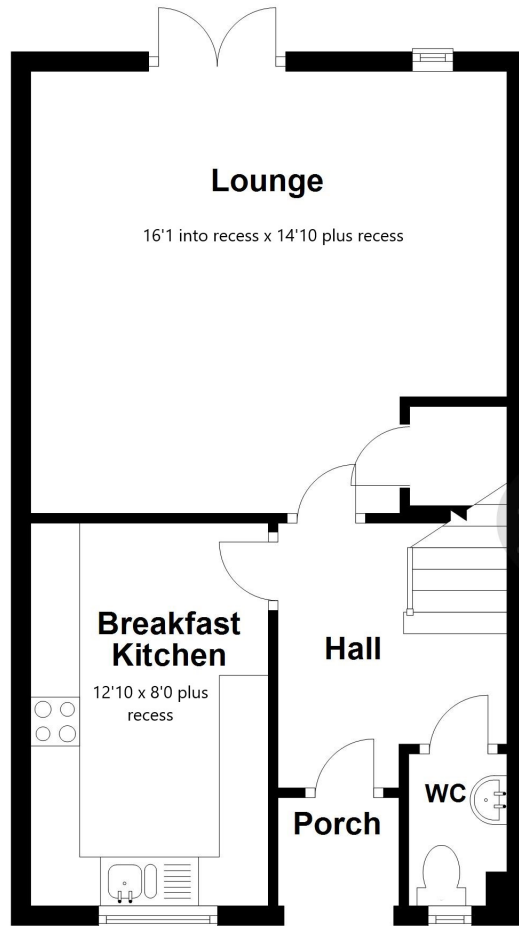 Lounge
16'1 into recess x 14'10 plus recess
Breakfast
Kitchen
12'10 x 8'0 plus
recess
Hall
WC
Porch